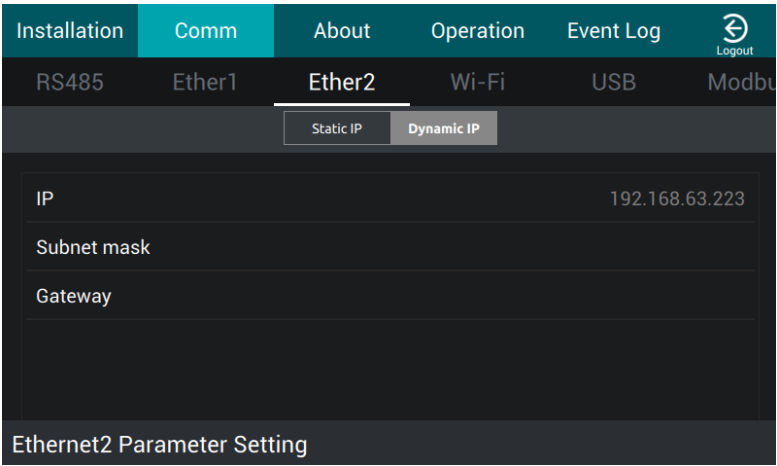 Installation Comm About Operation Event Log Logout
RS485 Ether1 Ether2 Wi-Fi USB Modbu
Static IP Dynamic IP
IP 192.168.63.223
Subnet mask
Gateway
Ethernet2 Parameter Setting